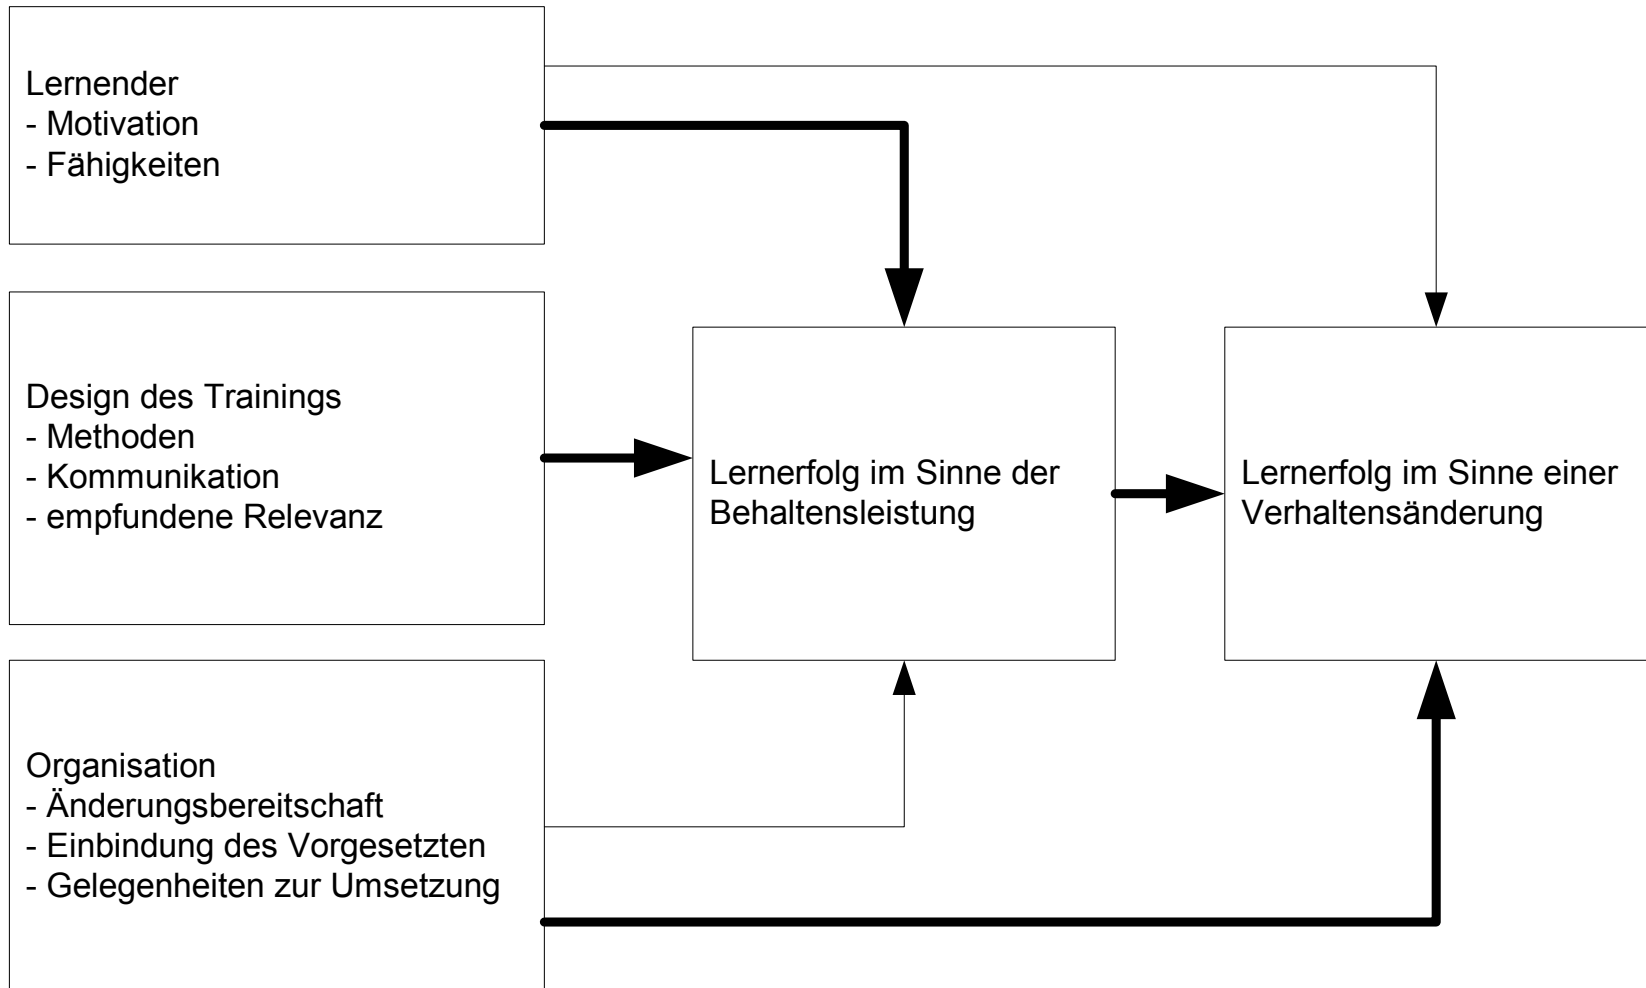 Lernender
- Motivation
- Fähigkeiten
Design des Trainings
- Methoden
- Kommunikation
- empfundene Relevanz
Organisation
- Änderungsbereitschaft
- Einbindung des Vorgesetzten
- Gelegenheiten zur Umsetzung
Lernerfolg im Sinne der
Behaltensleistung
Lernerfolg im Sinne einer
Verhaltensänderung